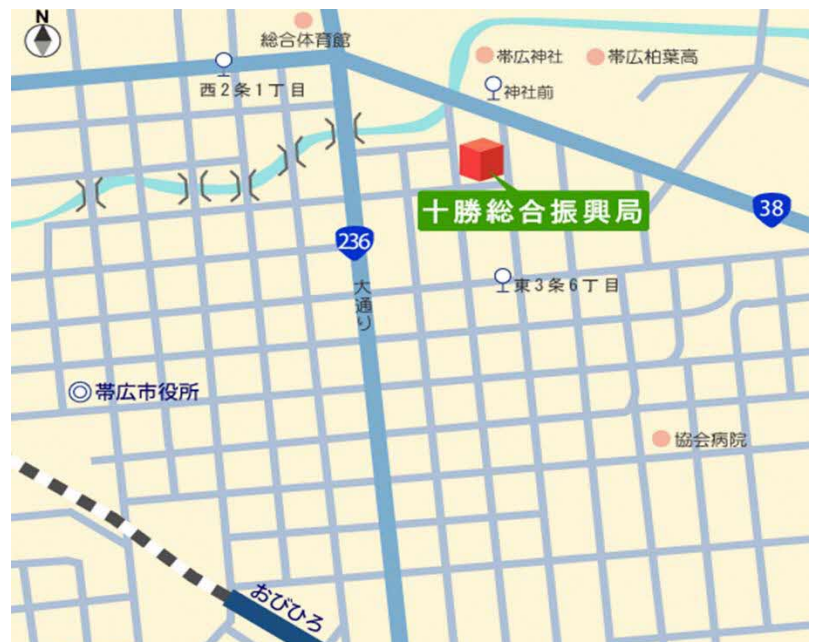 N
総合体育館
帯広神社
帯広柏葉高
西2条1丁目
神社前
十勝総合振興局
38
236
大通り
東3条6丁目
帯広市役所
協会病院
おびひろ